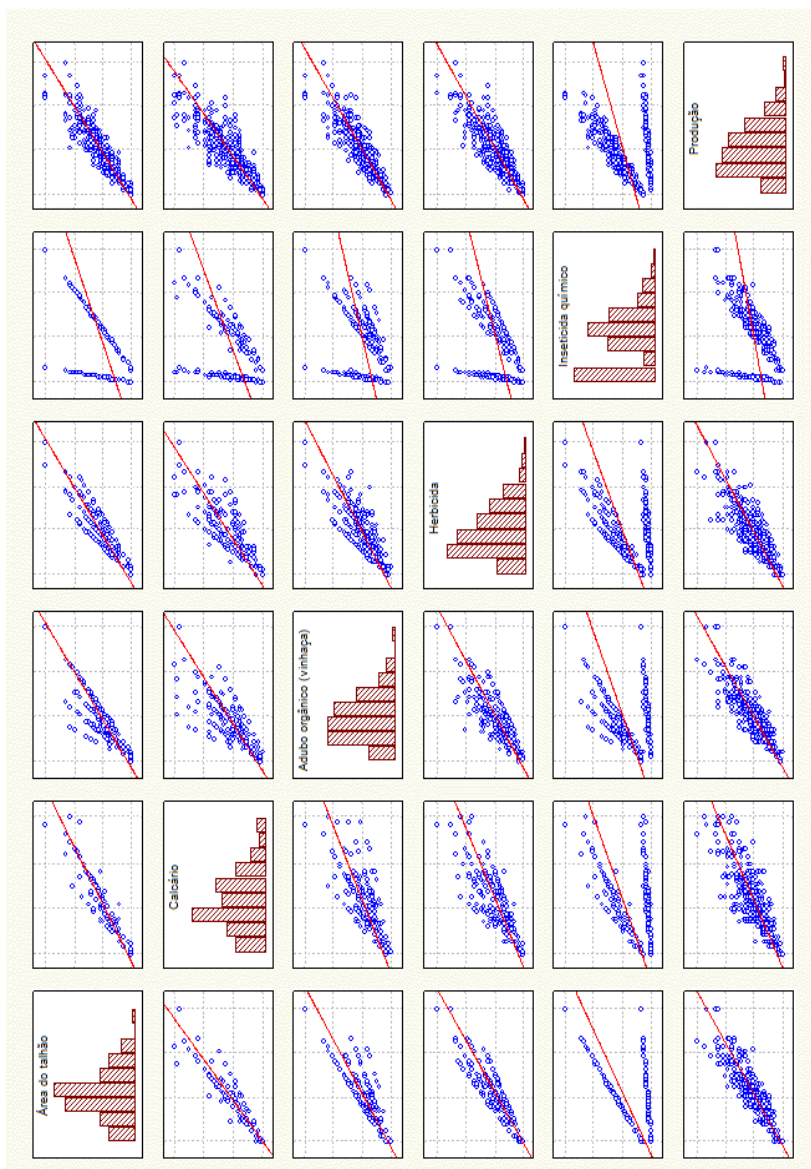 Área do talhão
Calcário
Adubo orgânico (vinhaça)
Herbicida
Inseticida químico
Produção